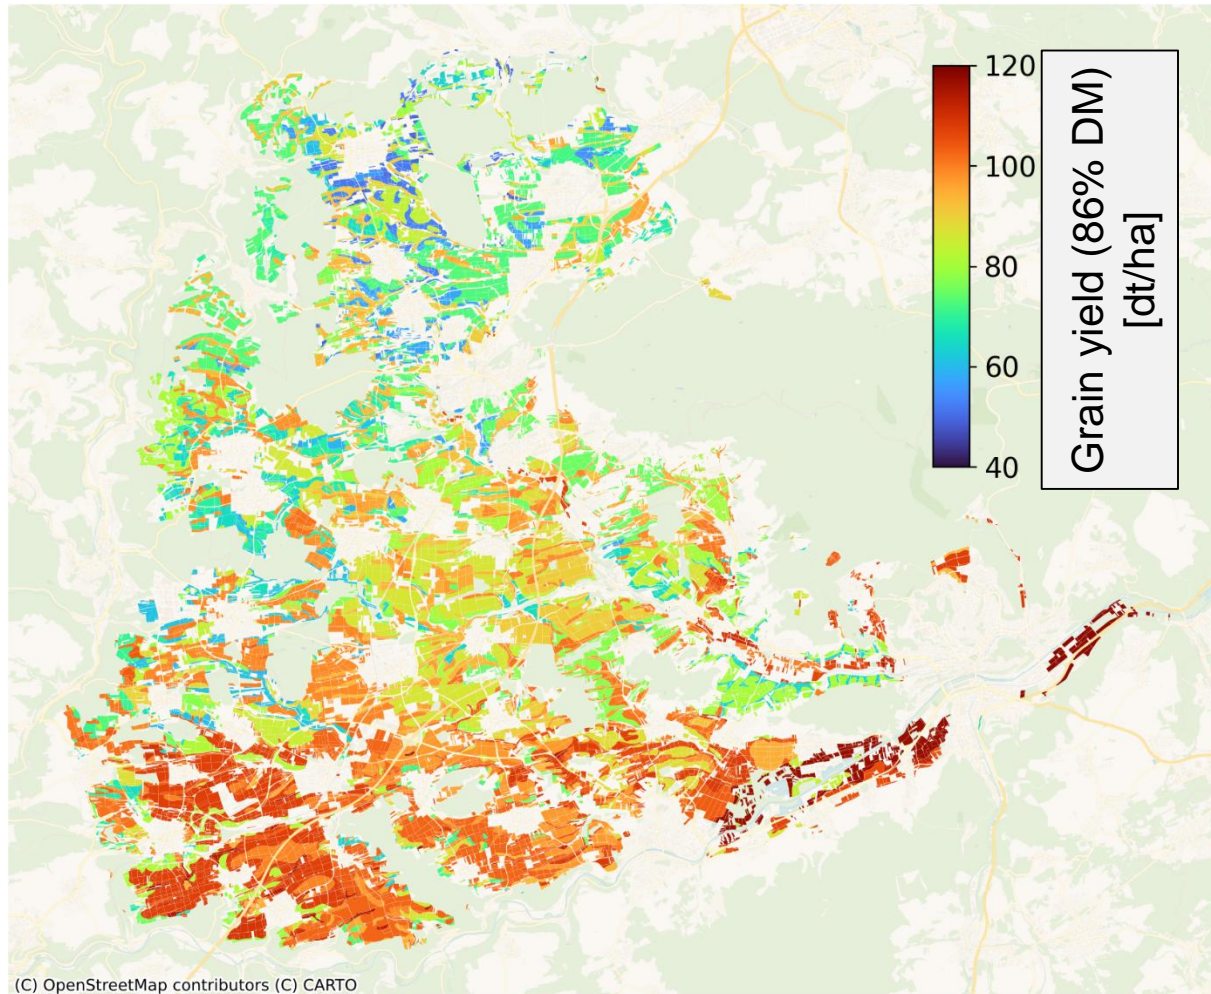 120
100
80
60
40
Grain yield (86% DM)
[dt/ha]
(C) OpenStreetMap contributors (C) CARTO